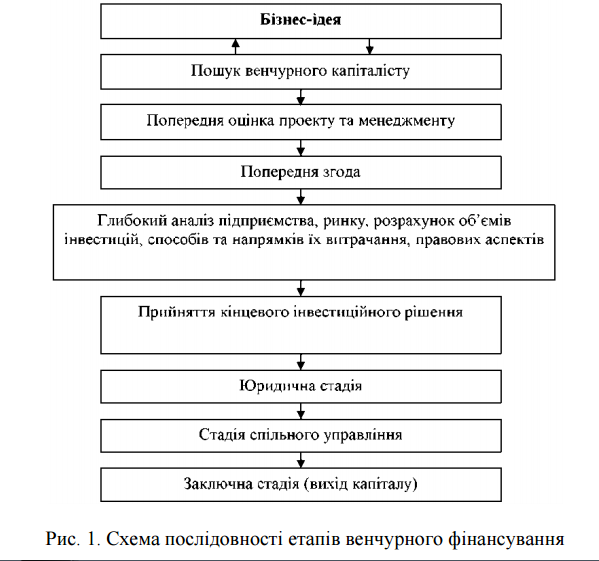 Бізнес-ідея
Пошук венчурного капіталісту
Попередня оцінка проекту та менеджменту
Попередня згода
Глибокий аналіз підприємства, ринку, розрахунок об’ємів
інвестицій, способів та напрямків їх витрачання, правових аспектів
Прийняття кінцевого інвестиційного рішення
Юридична стадія
Стадія спільного управління
Заключна стадія (вихід капіталу)
Рис. 1. Схема послідовності етапів венчурного фінансування